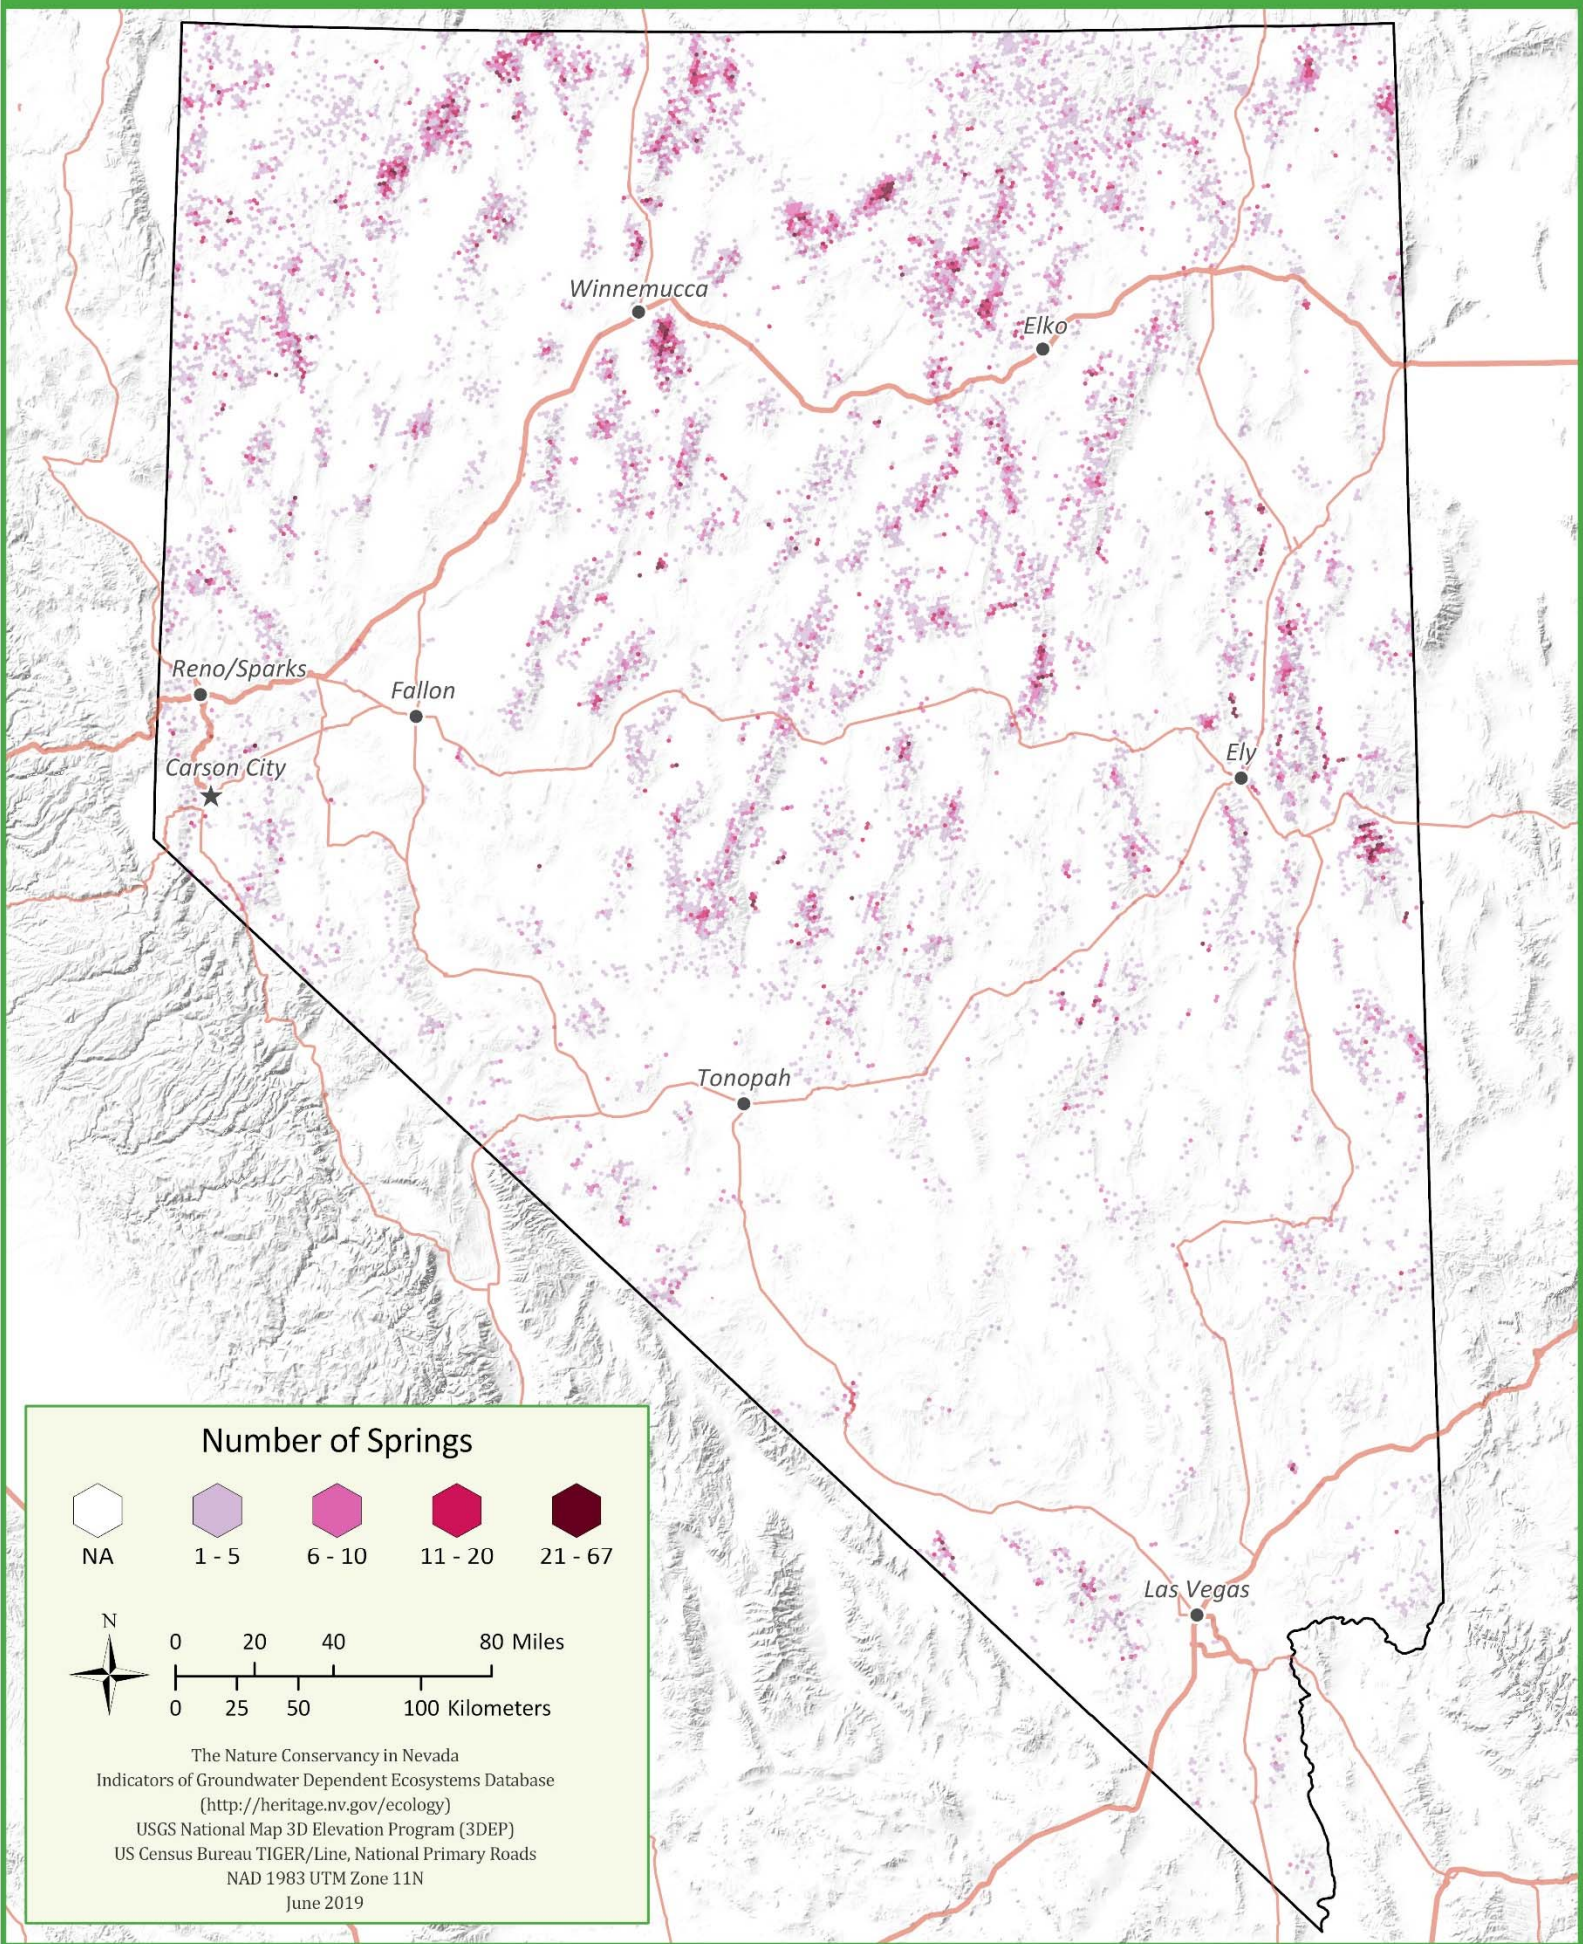 Winnemucca
Elko
Reno/Sparks
Fallon
Carson City
Ely
Tonopah
Las Vegas
Number of Springs
NA
1 - 5
6 - 10
11 - 20
21 - 67
N
0 20 40 80 Miles
0 25 50 100 Kilometers
The Nature Conservancy in Nevada
Indicators of Groundwater Dependent Ecosystems Database
(http://heritage.nv.gov/ecology)
USGS National Map 3D Elevation Program (3DEP)
US Census Bureau TIGER/Line, National Primary Roads
NAD 1983 UTM Zone 11N
June 2019